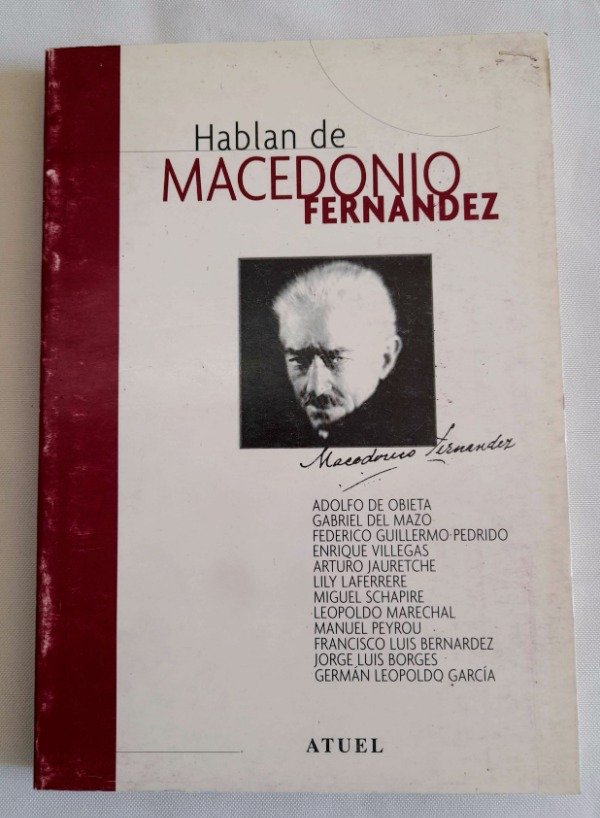 Hablan de
MACEDONIO
FERNANDEZ
Macedonio Fernandez
ADOLFO DE OBIETA
GABRIEL DEL MAZO
FEDERICO GUILLERMO PEDRIDO
ENRIQUE VILLEGAS
ARTURO JAURETCHE
LILY LAFERRERE
MIGUEL SCHAPIRE
LEOPOLDO MARECHAL
MANUEL PEYROU
FRANCISCO LUIS BERNARDEZ
JORGE LUIS BORGES
GERMÁN LEOPOLDO GARCÍA
ATUEL